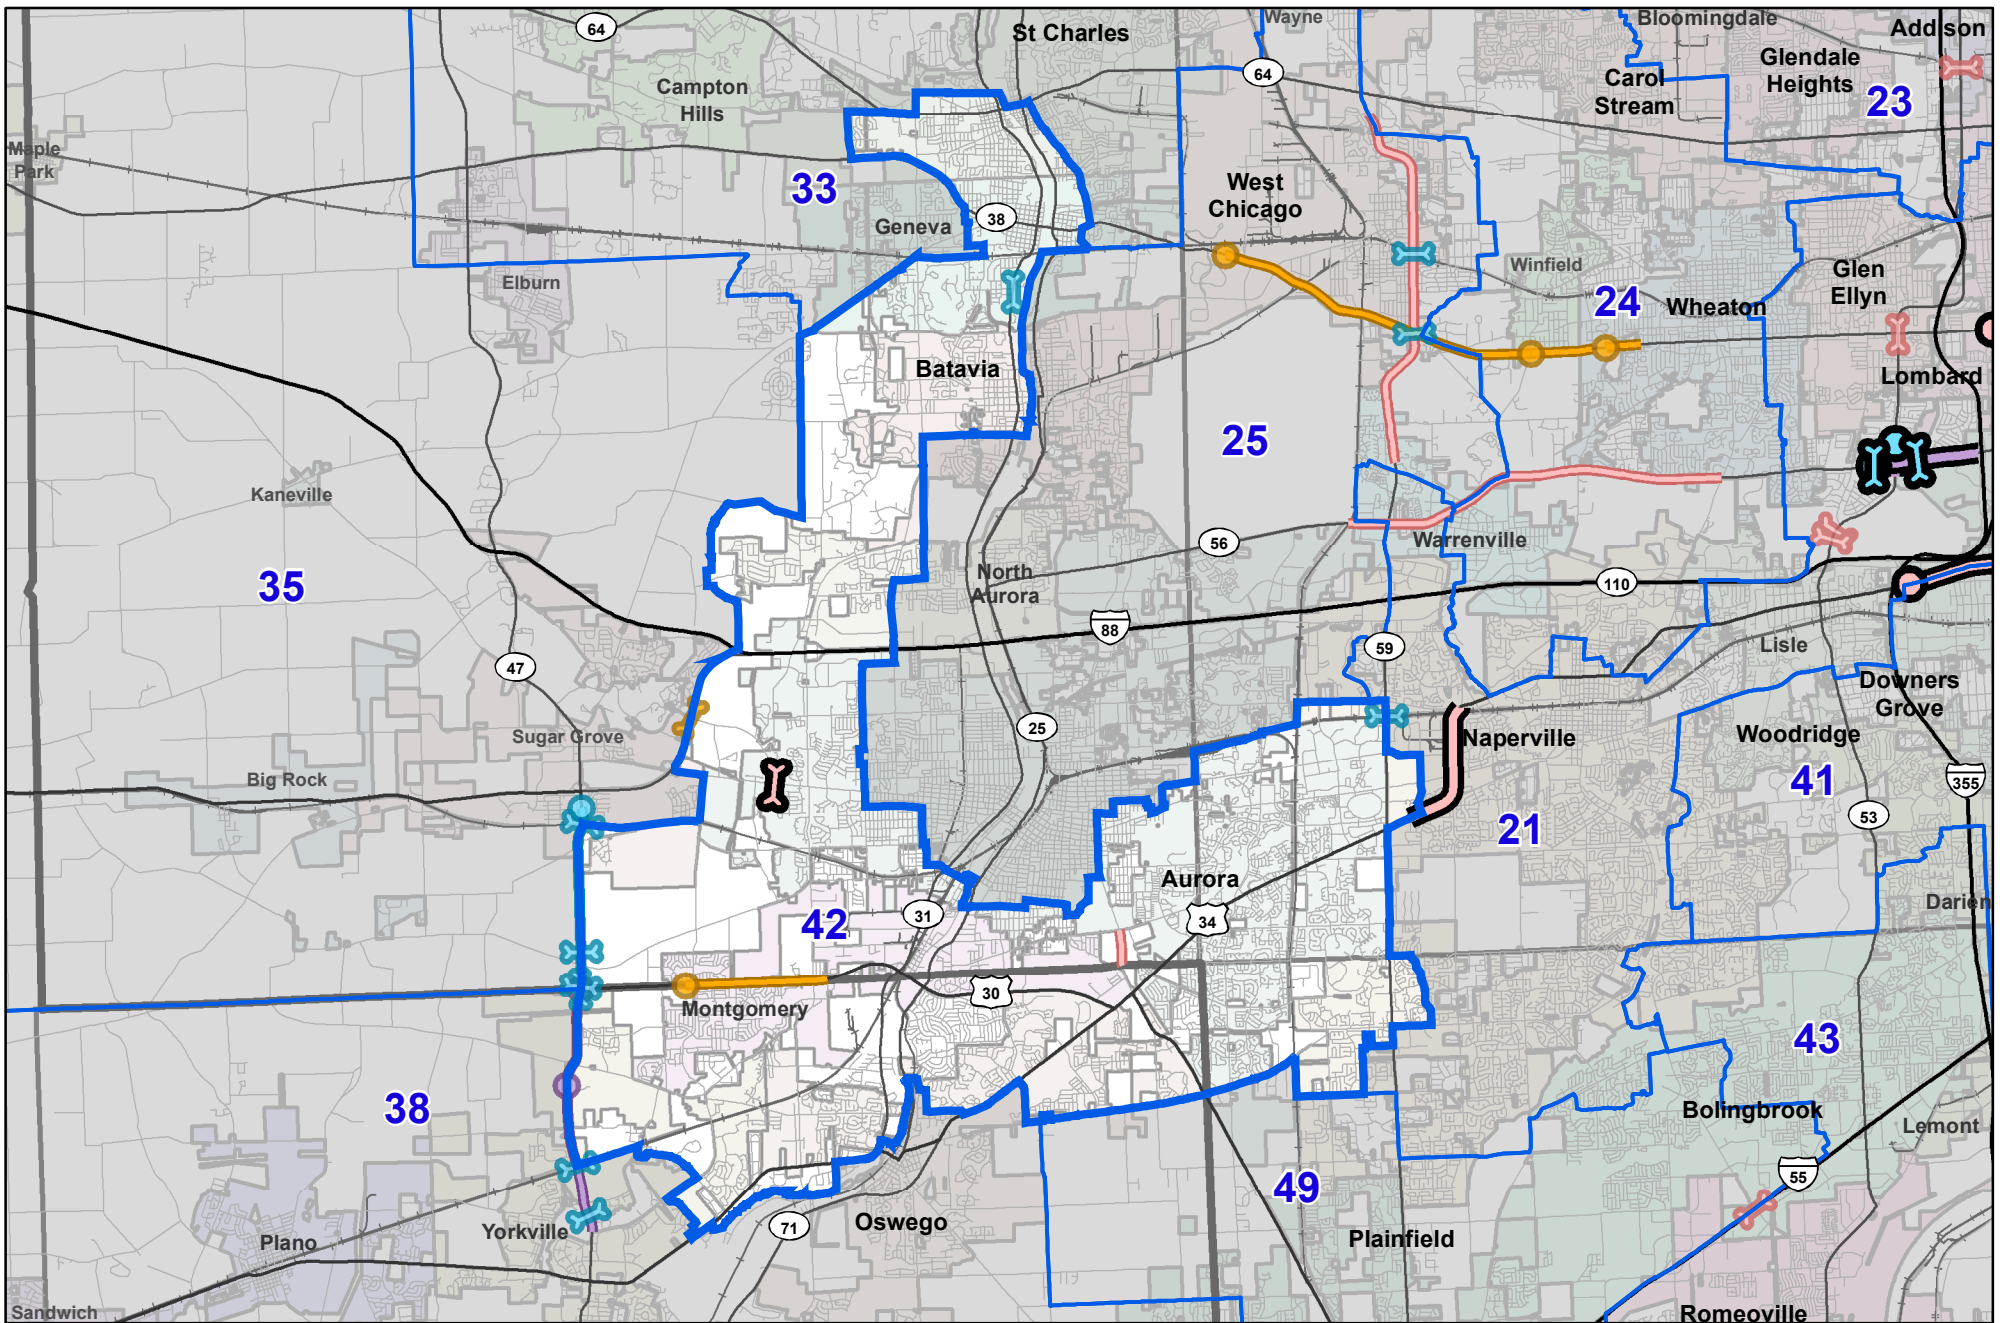 Wayne
Bloomingdale
Addison
64
St Charles
Glendale
Heights
64
Carol
Stream
Campton
Hills
23
Maple
Park
33
West
Chicago
38
Geneva
Winfield
Glen
Ellyn
Elburn
24
Wheaton
Batavia
Lombard
25
Kaneville
56
Warrenville
35
North
Aurora
110
88
59
Lisle
47
Downers
Grove
25
Sugar Grove
Naperville
Woodridge
Big Rock
41
355
21
53
Aurora
42
31
34
Darien
30
Montgomery
43
38
Bolingbrook
Lemont
55
49
Yorkville
71
Oswego
Plano
Plainfield
Sandwich
Romeoville